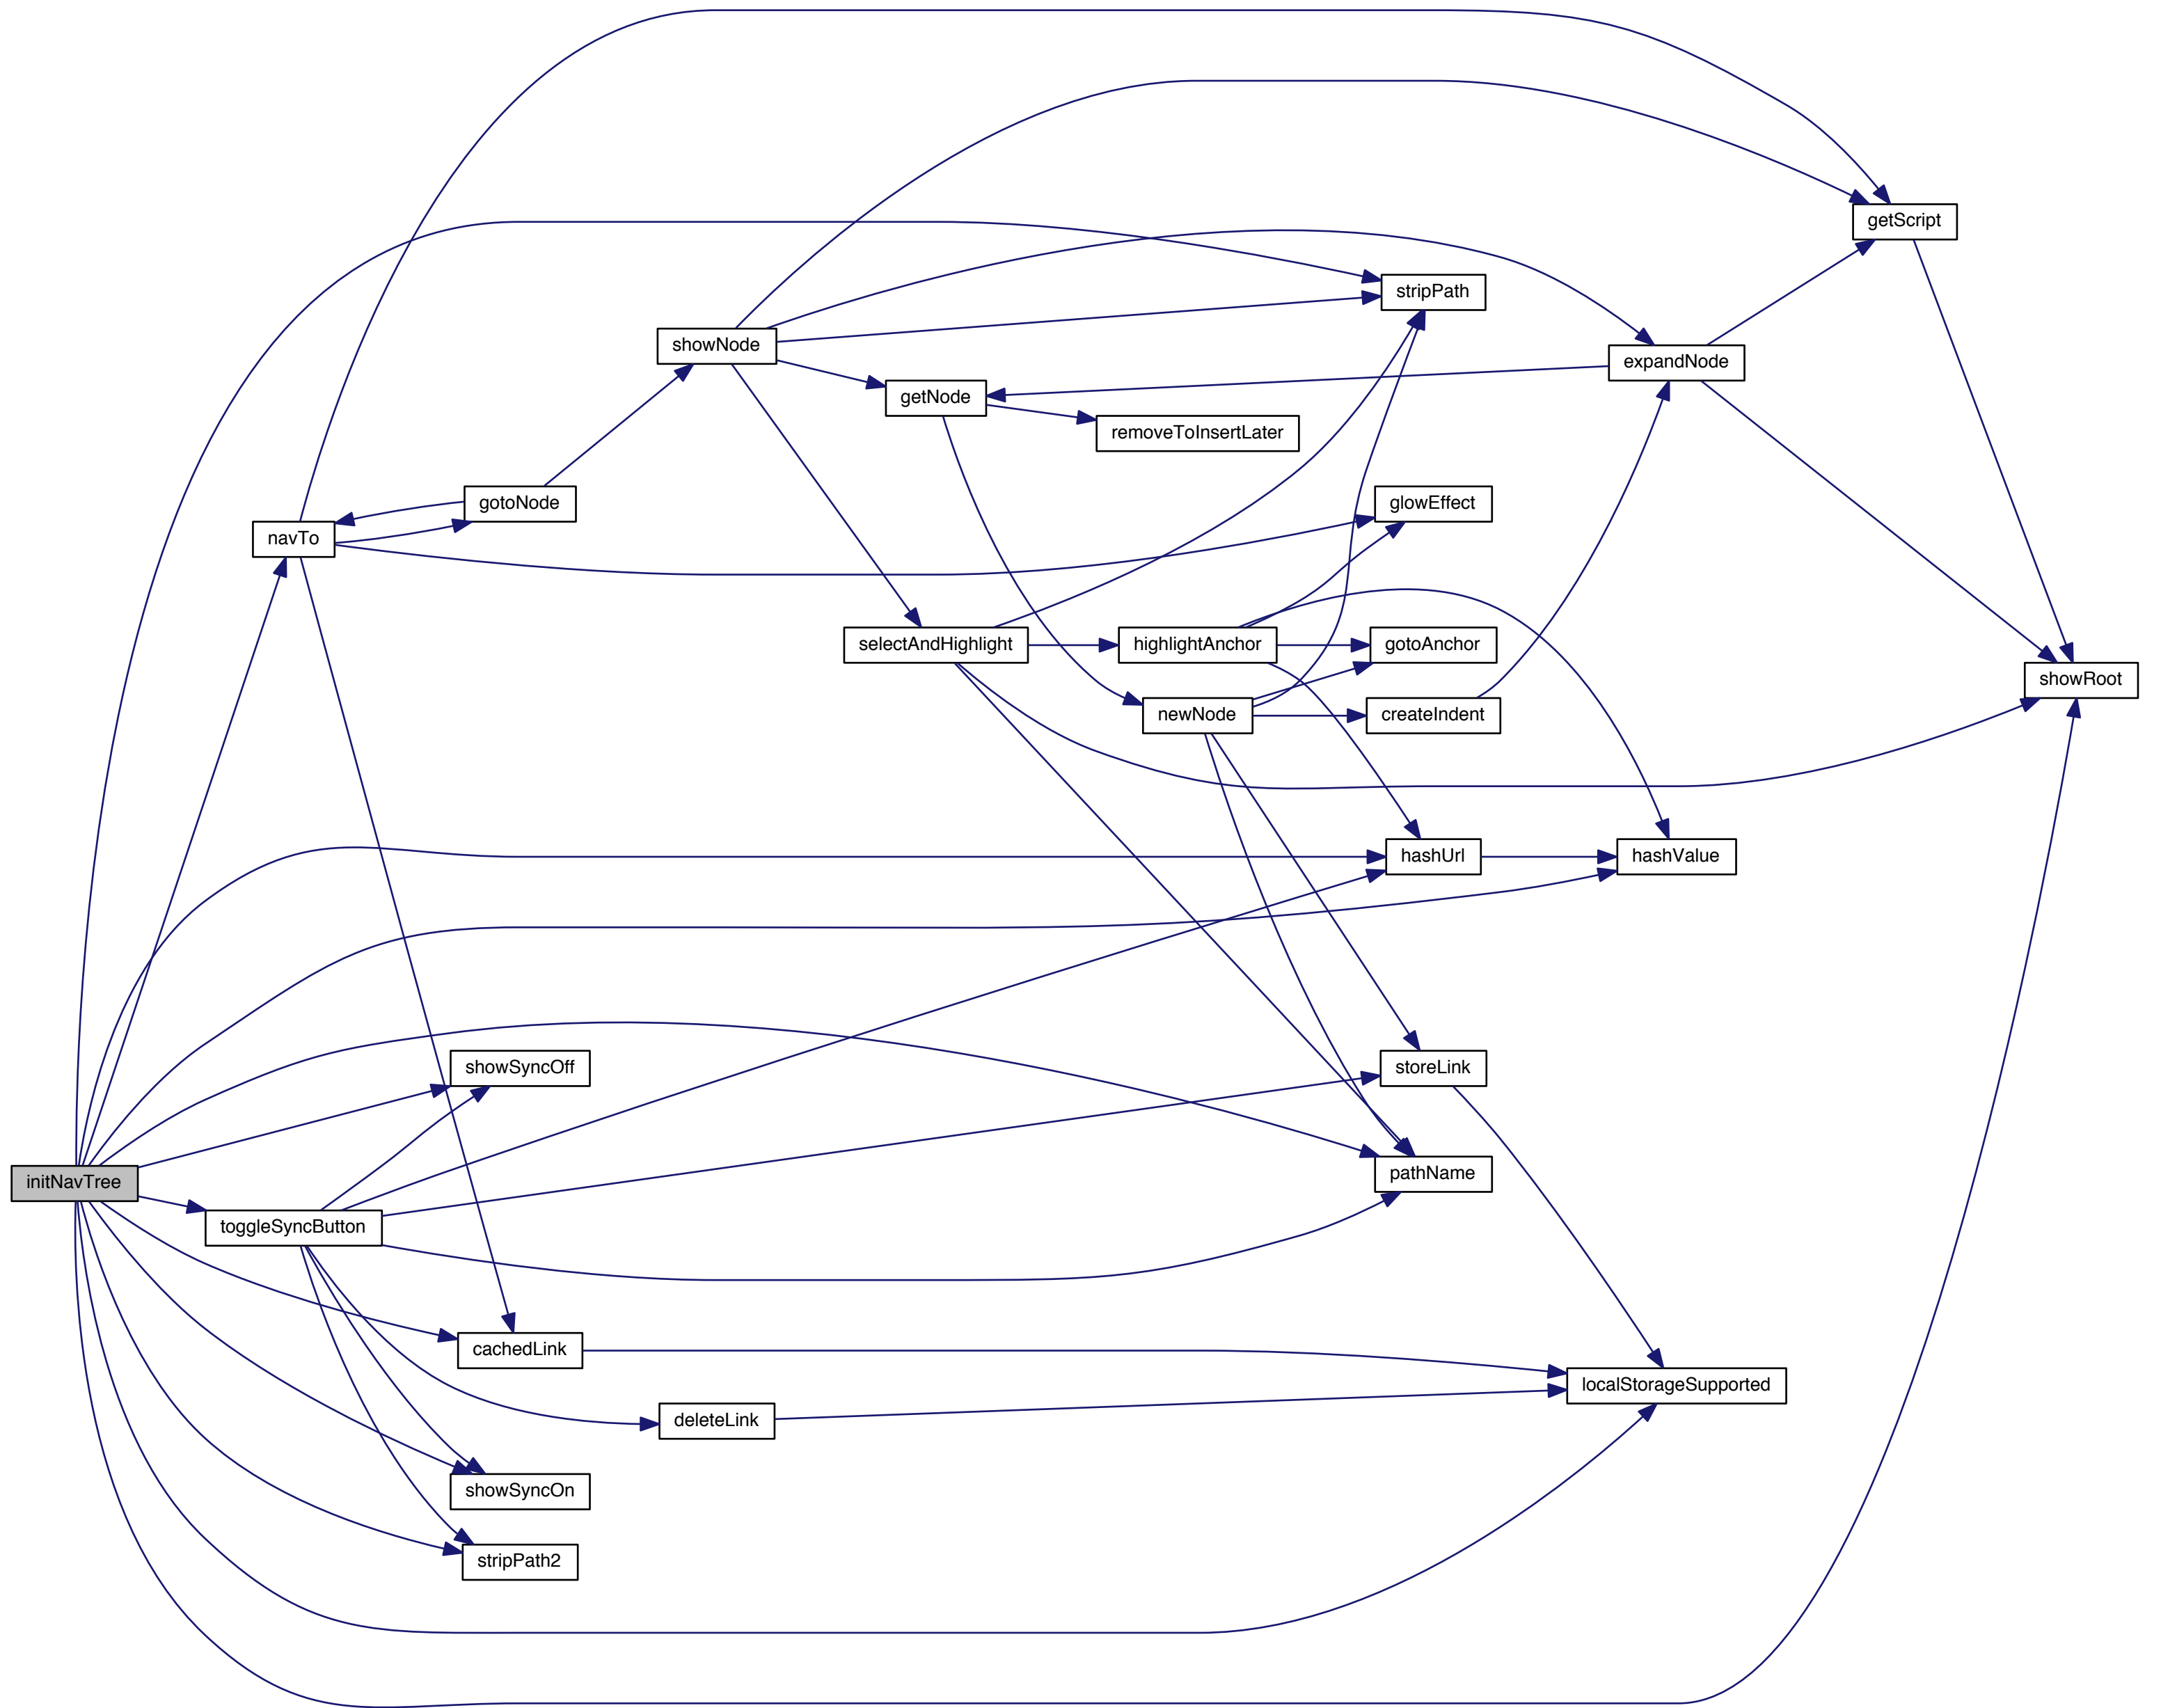 getScript
stripPath
showNode
expandNode
getNode
removeToInsertLater
gotoNode
glowEffect
navTo
selectAndHighlight
highlightAnchor
gotoAnchor
showRoot
newNode
createIndent
hashUrl
hashValue
showSyncOff
storeLink
pathName
initNavTree
toggleSyncButton
cachedLink
localStorageSupported
deleteLink
showSyncOn
stripPath2